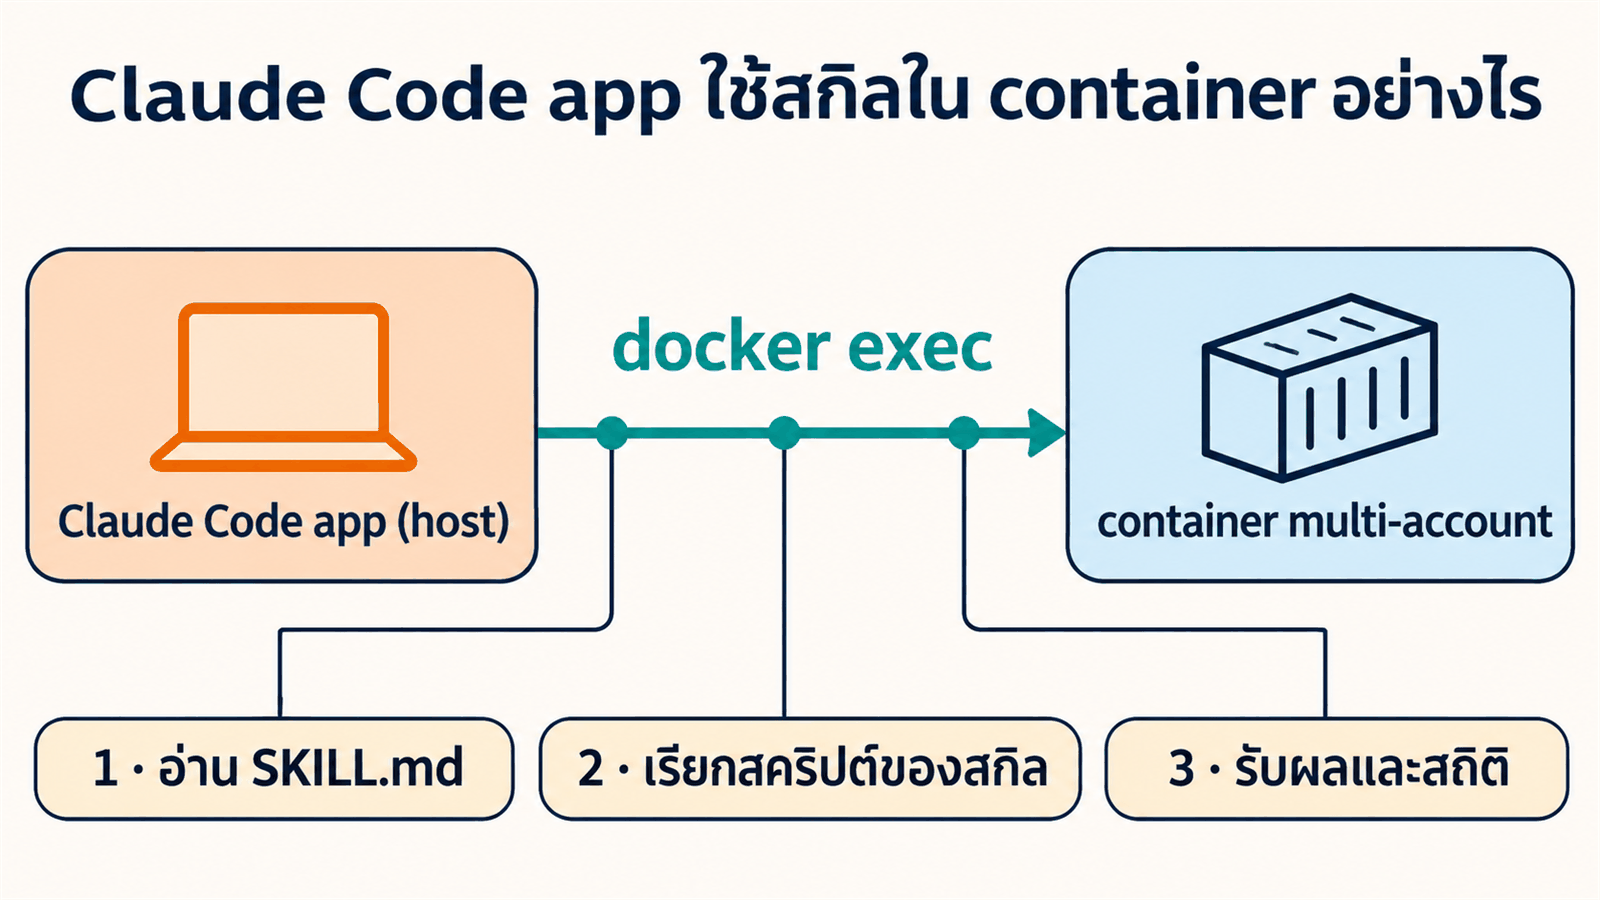 Claude Code app ใช้สกิลใน container อย่างไร
docker exec
Claude Code app (host)
container multi-account
1 · อ่าน SKILL.md
2 · เรียกสคริปต์ของสกิล
3 · รับผลและสถิติ